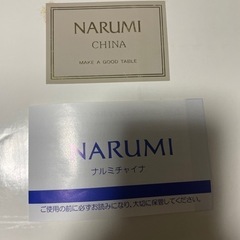 NARUMI
CHINA
MAKE A GOOD TABLE
NARUMI
ナルミチャイナ
ご使用の前に必ずお読みになり、大切に保管してください。